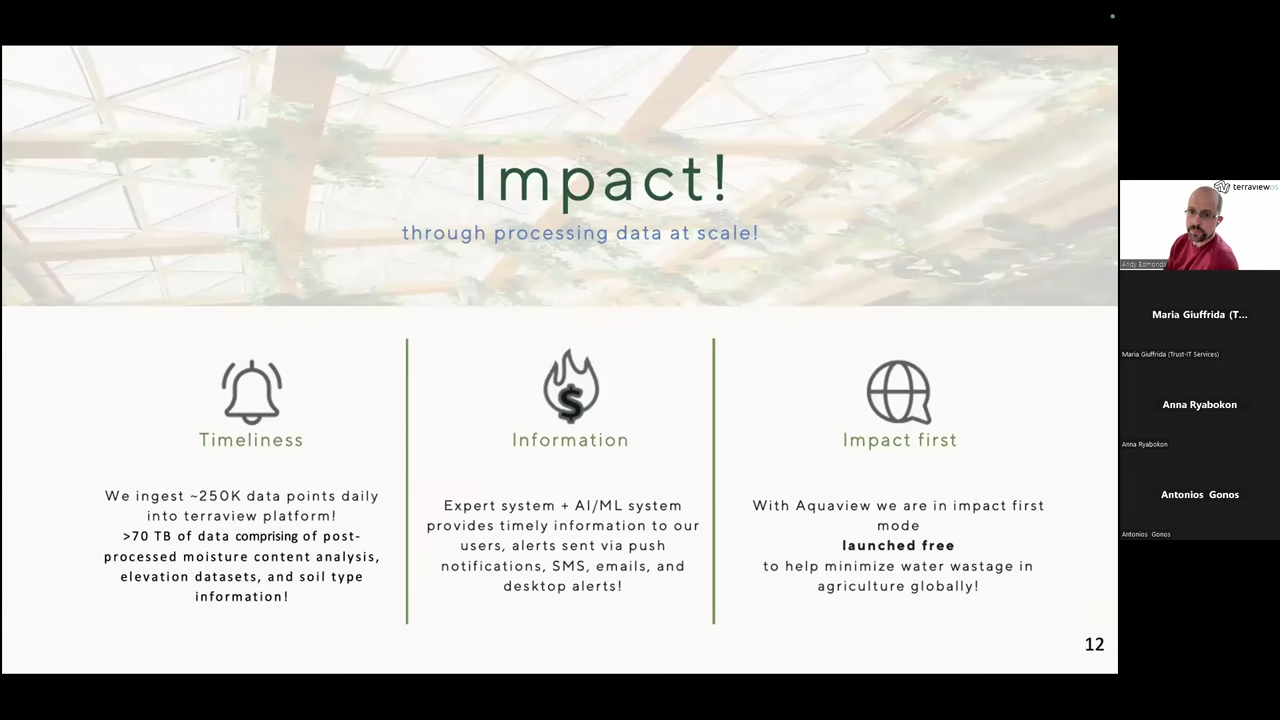 Impact!
through processing data at scale!
Timeliness
We ingest ~250K data points daily
into terraview platform!
>70 TB of data comprising of post-
processed moisture content analysis,
elevation datasets, and soil type
information!
$
Information
Expert system + AI/ML system
provides timely information to our
users, alerts sent via push
notifications, SMS, emails, and
desktop alerts!
Impact first
With Aquaview we are in impact first
mode
launched free
to help minimize water wastage in
agriculture globally!
12
terraviewos
Andy Edmonds
Maria Giuffrida (T...
Maria Giuffrida (Trust-IT Services)
Anna Ryabokon
Anna Ryabokon
Antonios Gonos
Antonios Gonos